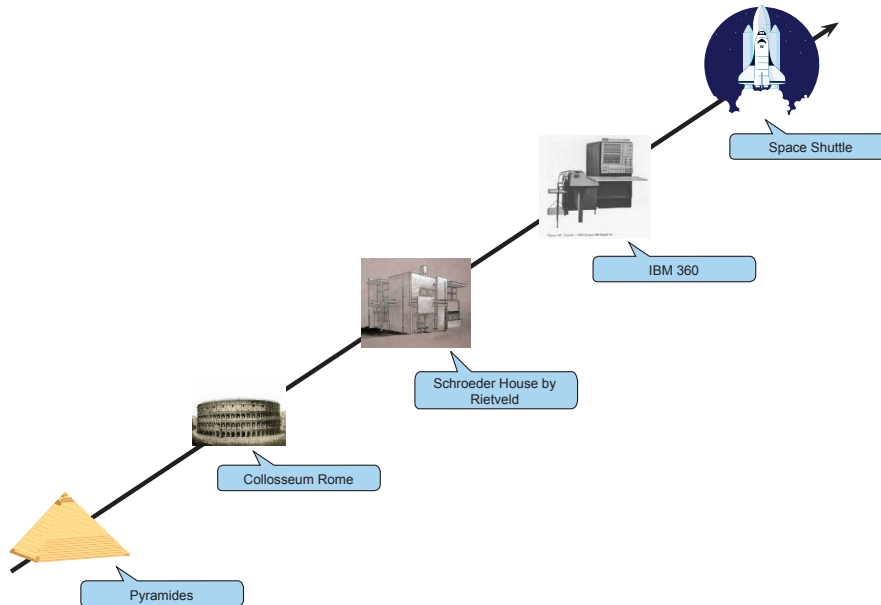 Space Shuttle
IBM 360
Schroeder House by
Rietveld
Collosseum Rome
Pyramides